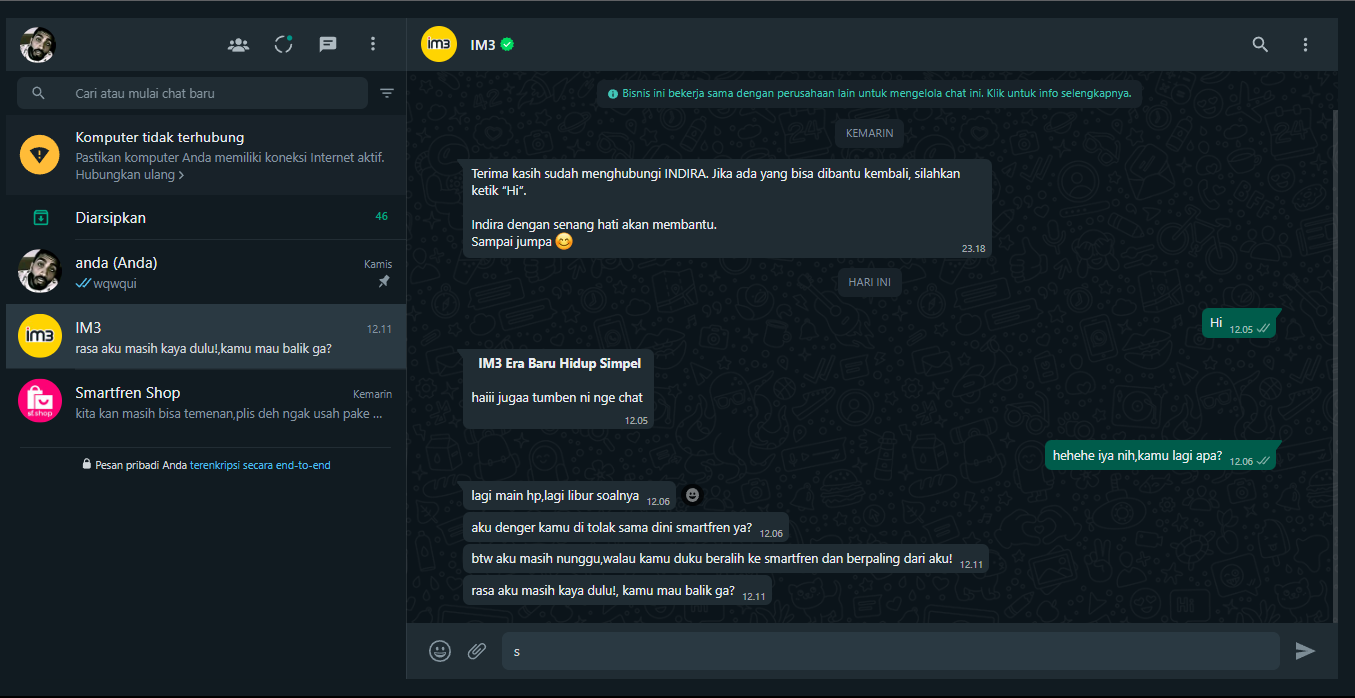 im3
IM3
Cari atau mulai chat baru
Bisnis ini bekerja sama dengan perusahaan lain untuk mengelola chat ini. Klik untuk info selengkapnya.
Komputer tidak terhubung
Pastikan komputer Anda memiliki koneksi Internet aktif.
Hubungkan ulang >
Diarsipkan
46
anda (Anda)
Kamis
wqwqui
im3
IM3
12.11
rasa aku masih kaya dulu!,kamu mau balik ga?
sf.shop
Smartfren Shop
Kemarin
kita kan masih bisa temenan,plis deh ngak usah pake ...
Pesan pribadi Anda terenkripsi secara end-to-end
KEMARIN
Terima kasih sudah menghubungi INDIRA. Jika ada yang bisa dibantu kembali, silahkan
ketik “Hi”.
Indira dengan senang hati akan membantu.
Sampai jumpa 😊
23.18
HARI INI
Hi
12.05
IM3 Era Baru Hidup Simpel
haiii jugaa tumben ni nge chat
12.05
hehehe iya nih,kamu lagi apa?
12.06
lagi main hp,lagi libur soalnya
12.06
aku denger kamu di tolak sama dini smartfren ya?
12.06
btw aku masih nunggu,walau kamu duku beralih ke smartfren dan berpaling dari aku!
12.11
rasa aku masih kaya dulu!, kamu mau balik ga?
12.11
s